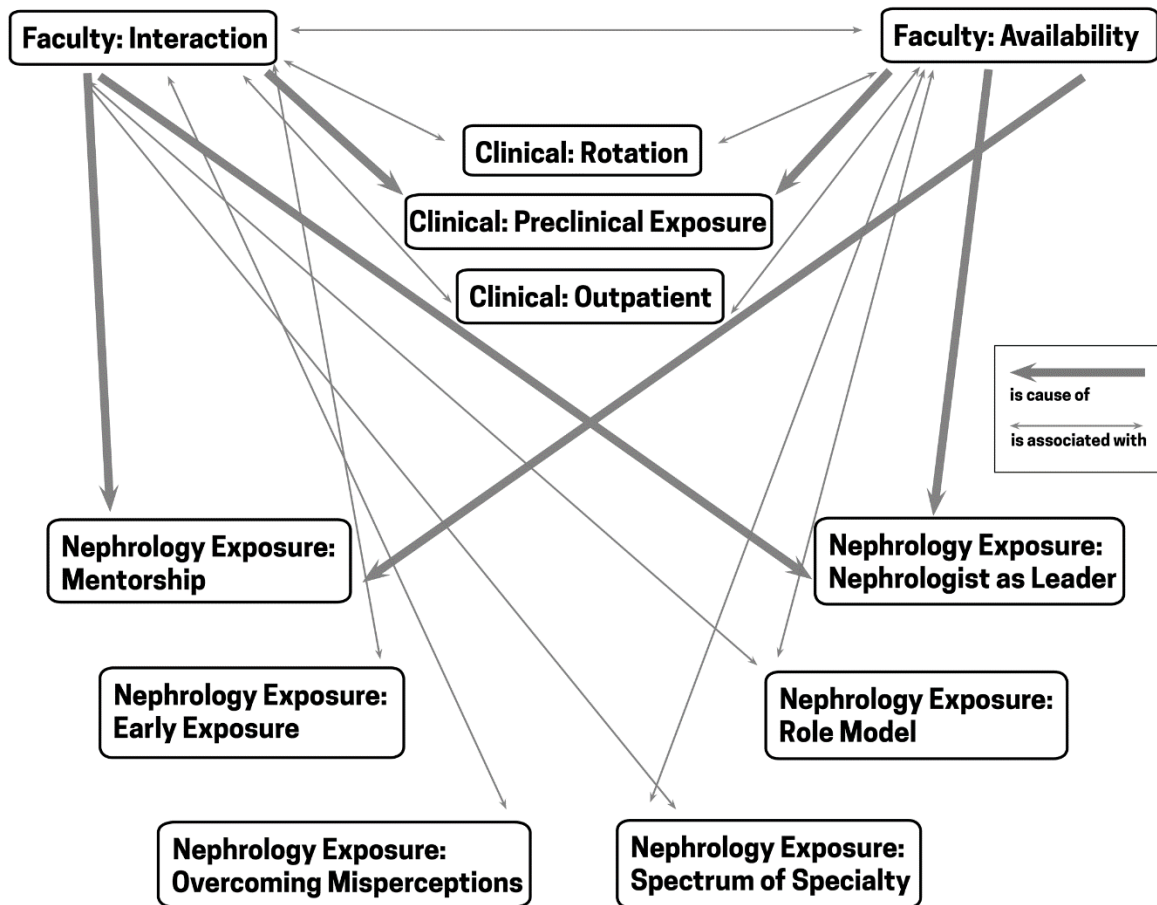 Faculty: Interaction
Faculty: Availability
Clinical: Rotation
Clinical: Preclinical Exposure
Clinical: Outpatient
is cause of
is associated with
Nephrology Exposure:
Mentorship
Nephrology Exposure:
Nephrologist as Leader
Nephrology Exposure:
Early Exposure
Nephrology Exposure:
Role Model
Nephrology Exposure:
Overcoming Misperceptions
Nephrology Exposure:
Spectrum of Specialty